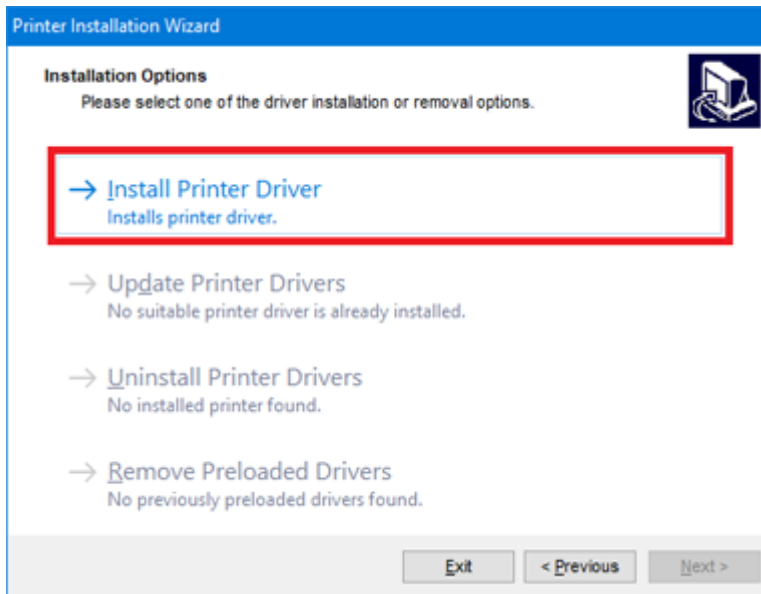 Printer Installation Wizard
Installation Options
Please select one of the driver installation or removal options.
Install Printer Driver
Installs printer driver.
Update Printer Drivers
No suitable printer driver is already installed.
Uninstall Printer Drivers
No installed printer found.
Remove Preloaded Drivers
No previously preloaded drivers found.
Exit < Previous Next >